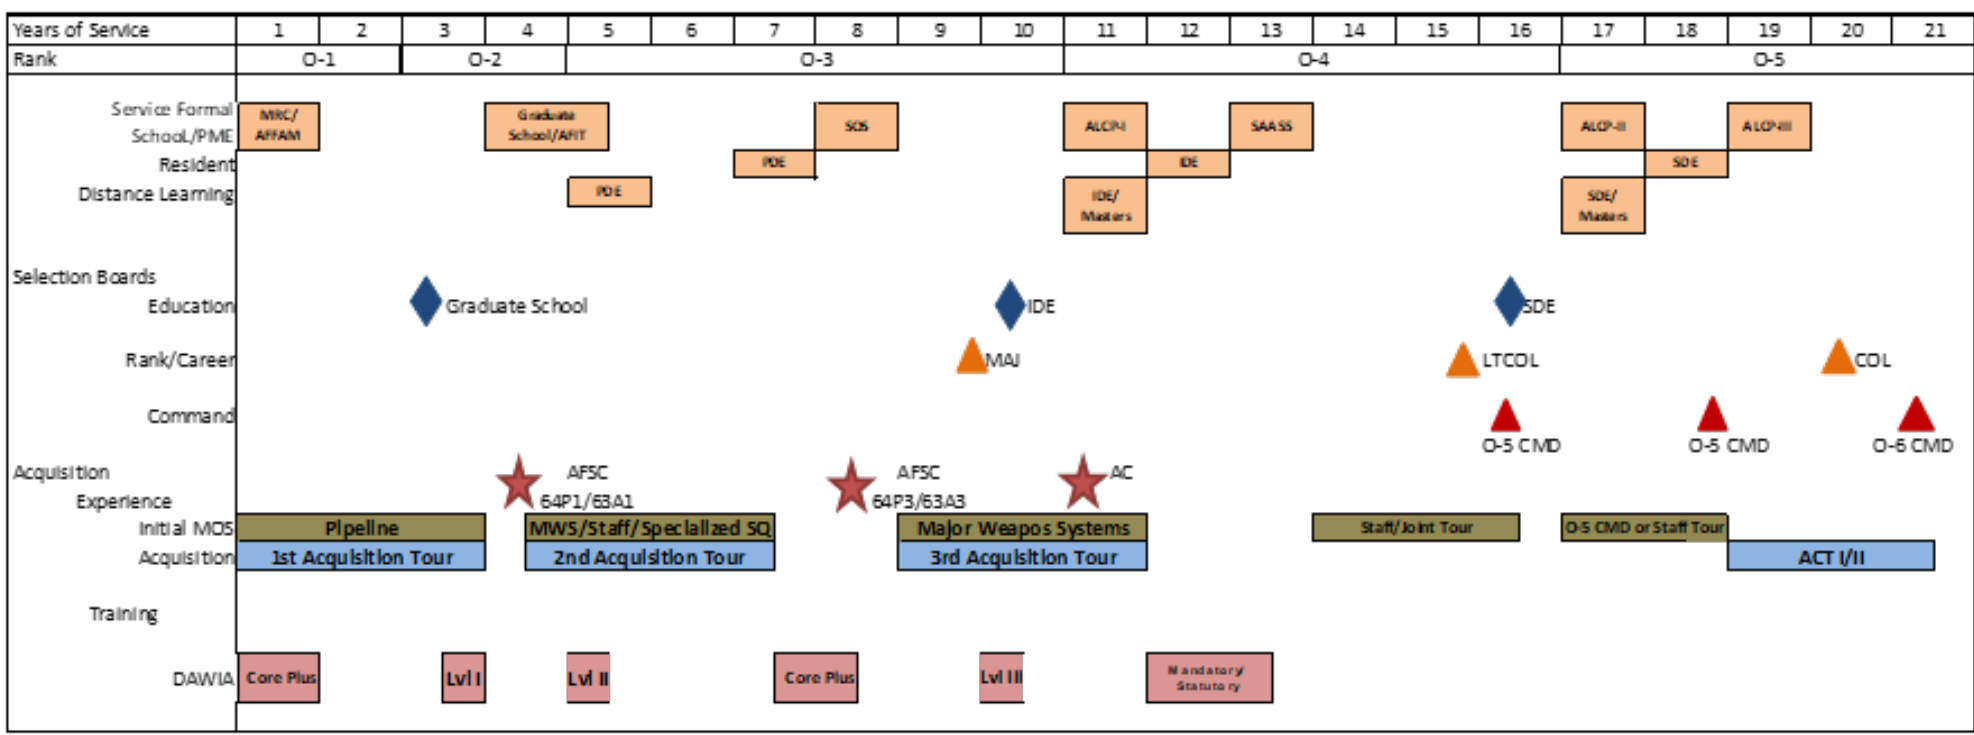 Years of Service 1 2 3 4 5 6 7 8 9 10 11 12 13 14 15 16 17 18 19 20 21
Rank O-1 O-2 O-3 O-4 O-5
Service Formal
School/PME
MRC/
AFFAM
Graduate
School/AFIT
SOS
ALCP-I
SAASS
ALCP-II
ALCP-III
Resident PDE IDE SDE
Distance Learning PDE
IDE/
Masters
SDE/
Masters
Selection Boards
Education Graduate School IDE SDE
Rank/Career MAJ LTCOL COL
Command
O-5 CMD O-5 CMD O-6 CMD
Acquisition
Experience
AFSC
64P1/63A1
AFSC
64P3/63A3
AC
Initial MOS Pipeline MWS/Staff/Specialized SQ Major Weapos Systems Staff/Joint Tour O-5 CMD or Staff Tour
Acquisition 1st Acquisition Tour 2nd Acquisition Tour 3rd Acquisition Tour ACT I/II
Training
DAWIA Core Plus Lvl I Lvl II Core Plus Lvl III
Mandatory/
Statutory